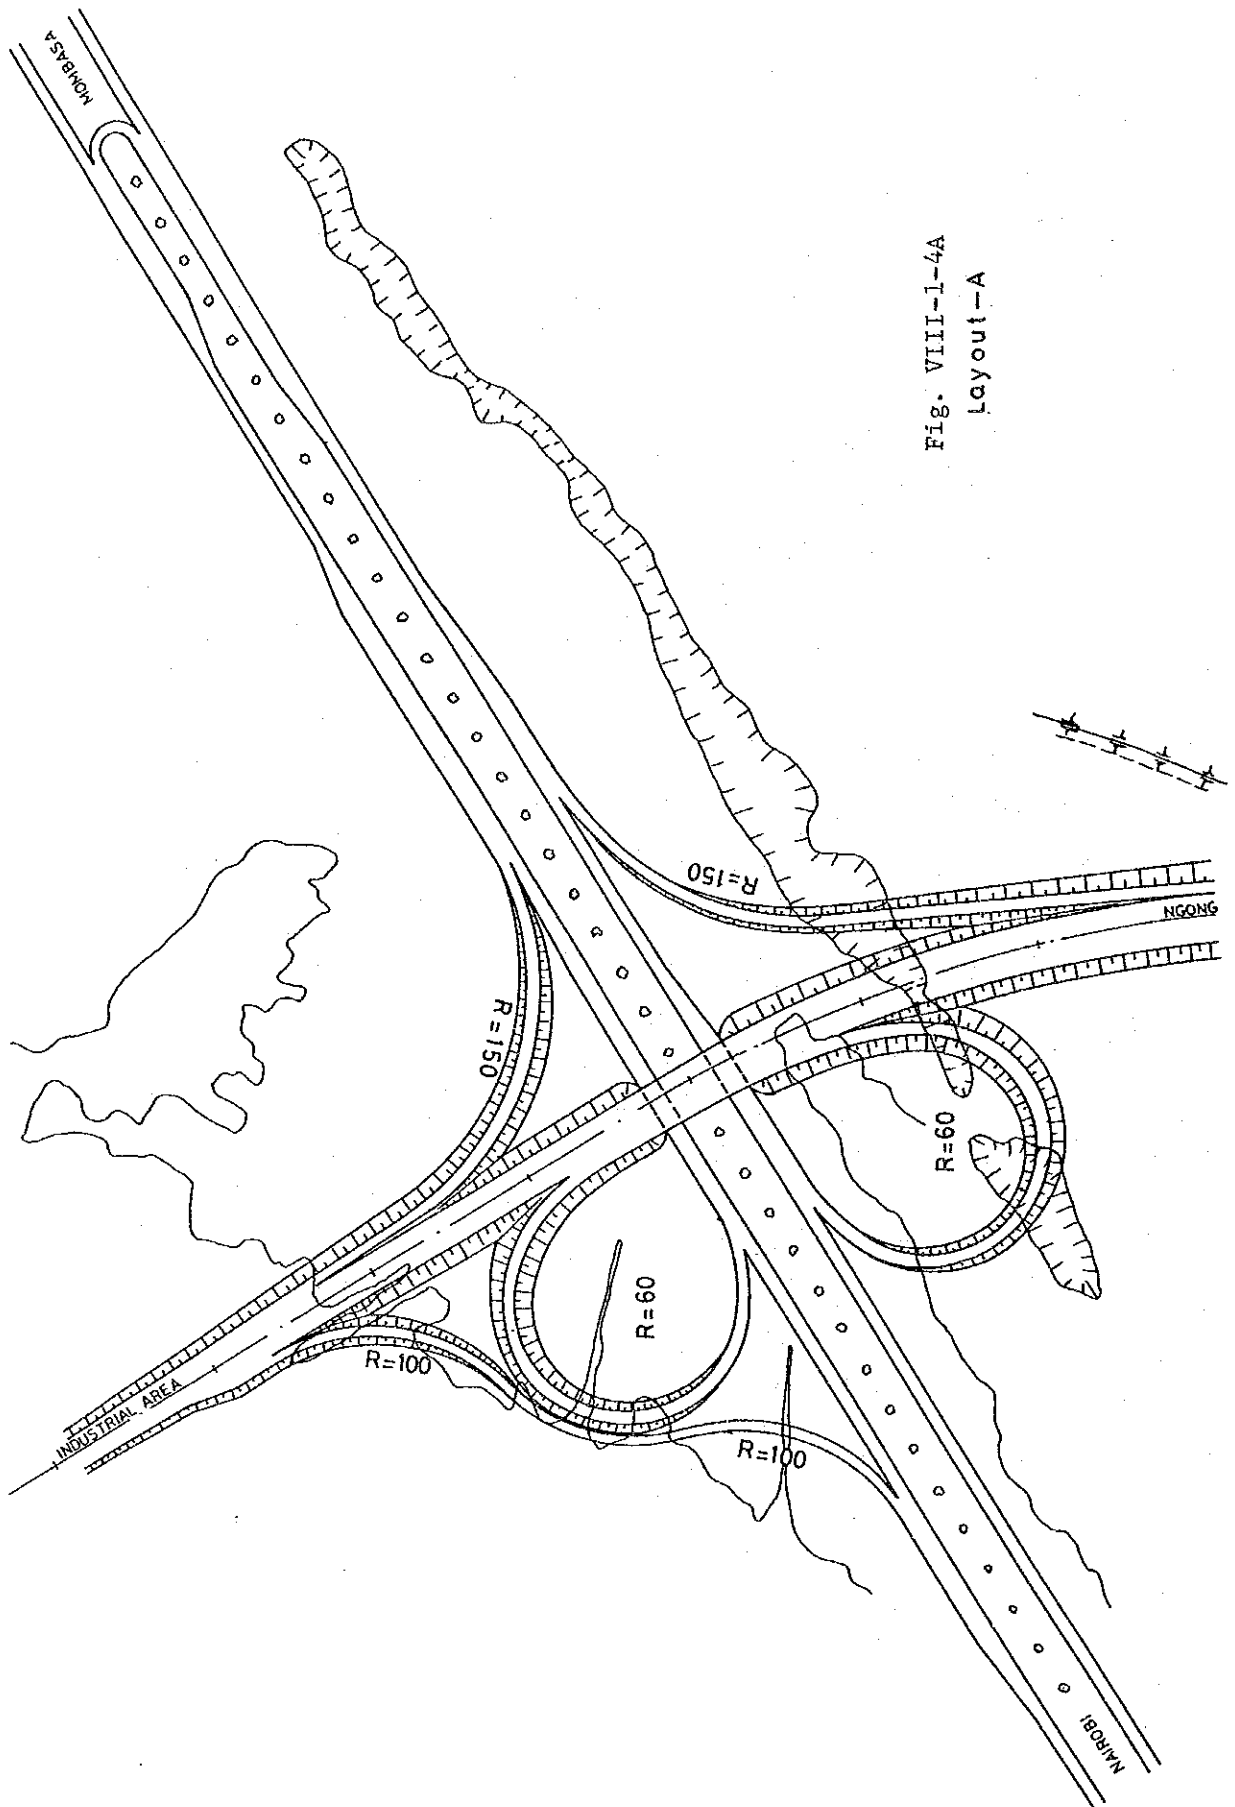 MOMBASA
Fig. VIII-1-4A
Layout-A
R=150
NGONG
R=150
R=60
R=60
R=100
INDUSTRIAL AREA
R=100
NAIROBI